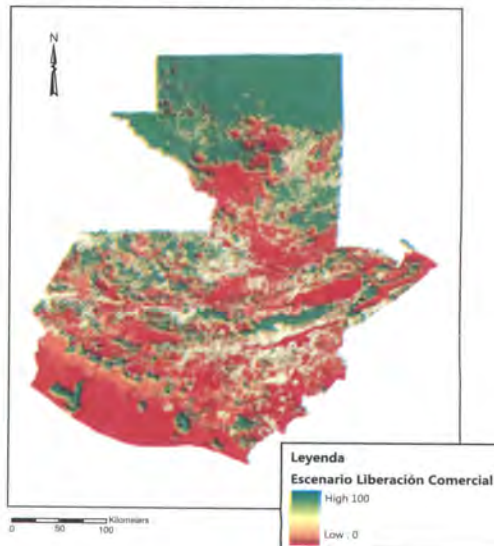 N
Leyenda
Escenario Liberación Comercial
High 100
Low : 0
Kilometers
0 50 100